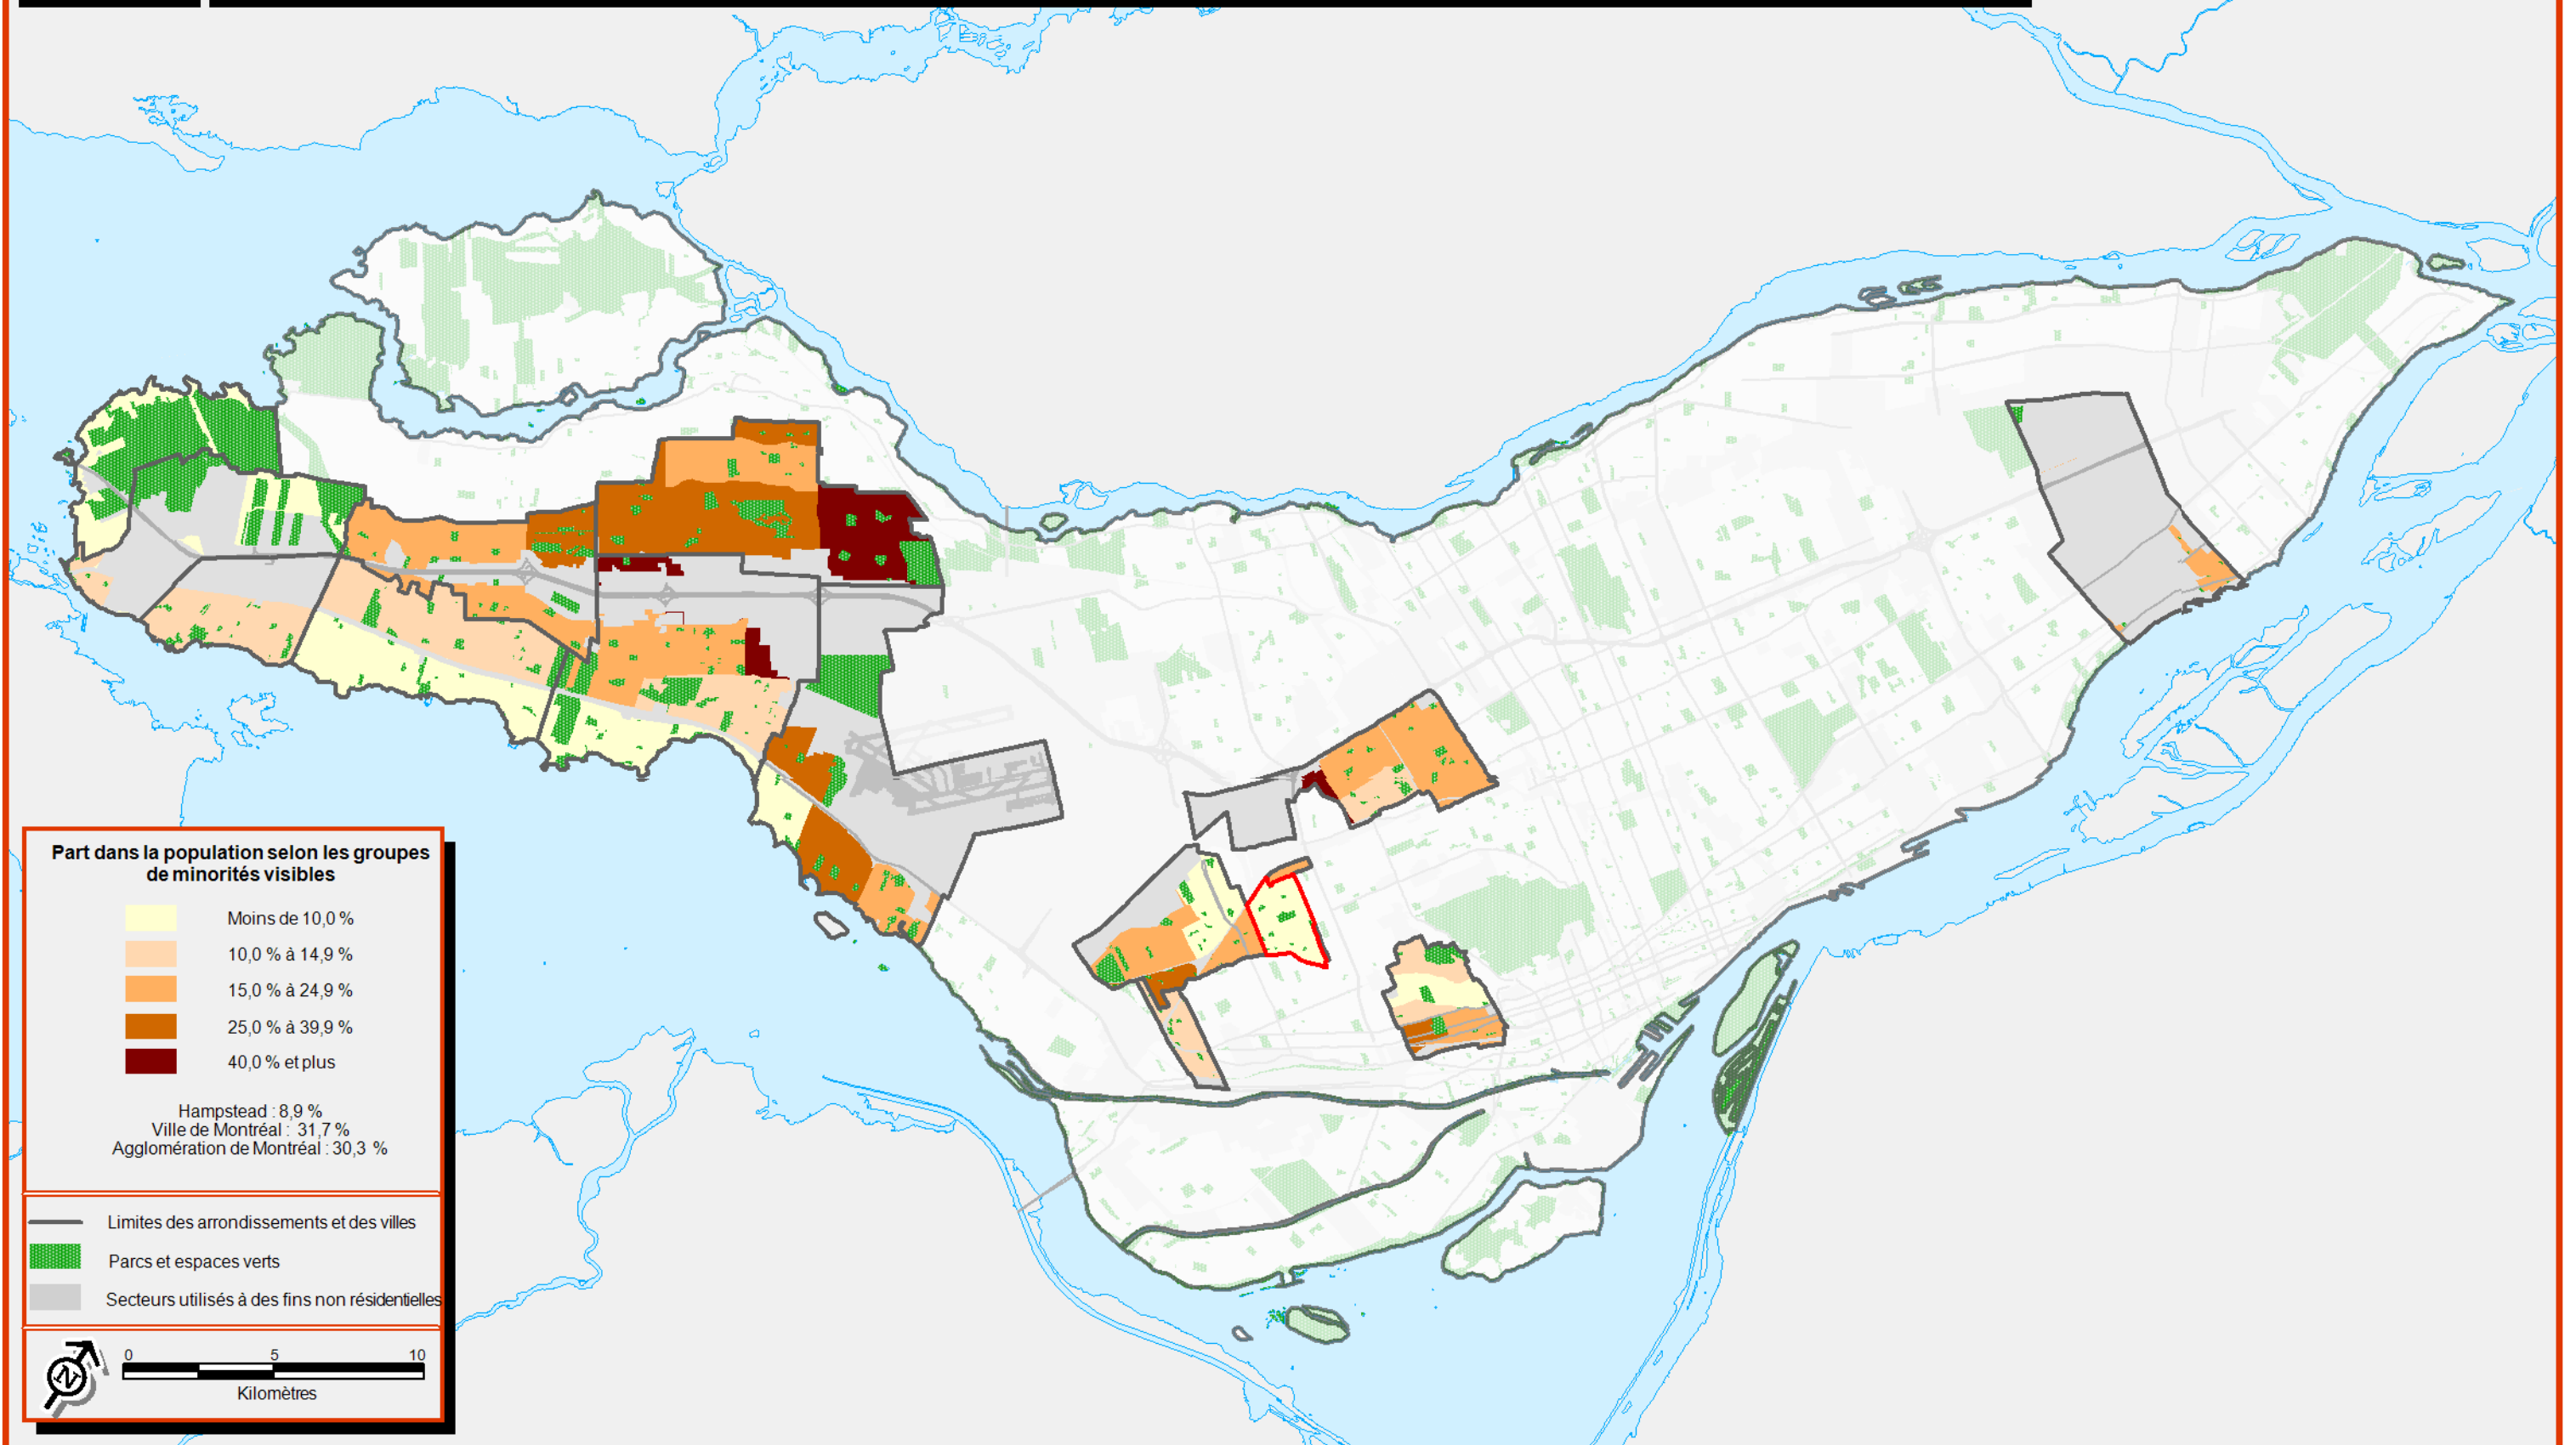 Part dans la population selon les groupes
de minorités visibles
Moins de 10,0 %
10,0 % à 14,9 %
15,0 % à 24,9 %
25,0 % à 39,9 %
40,0 % et plus
Hampstead : 8,9 %
Ville de Montréal : 31,7 %
Agglomération de Montréal : 30,3 %
Limites des arrondissements et des villes
Parcs et espaces verts
Secteurs utilisés à des fins non résidentielles
N
0 5 10
Kilomètres